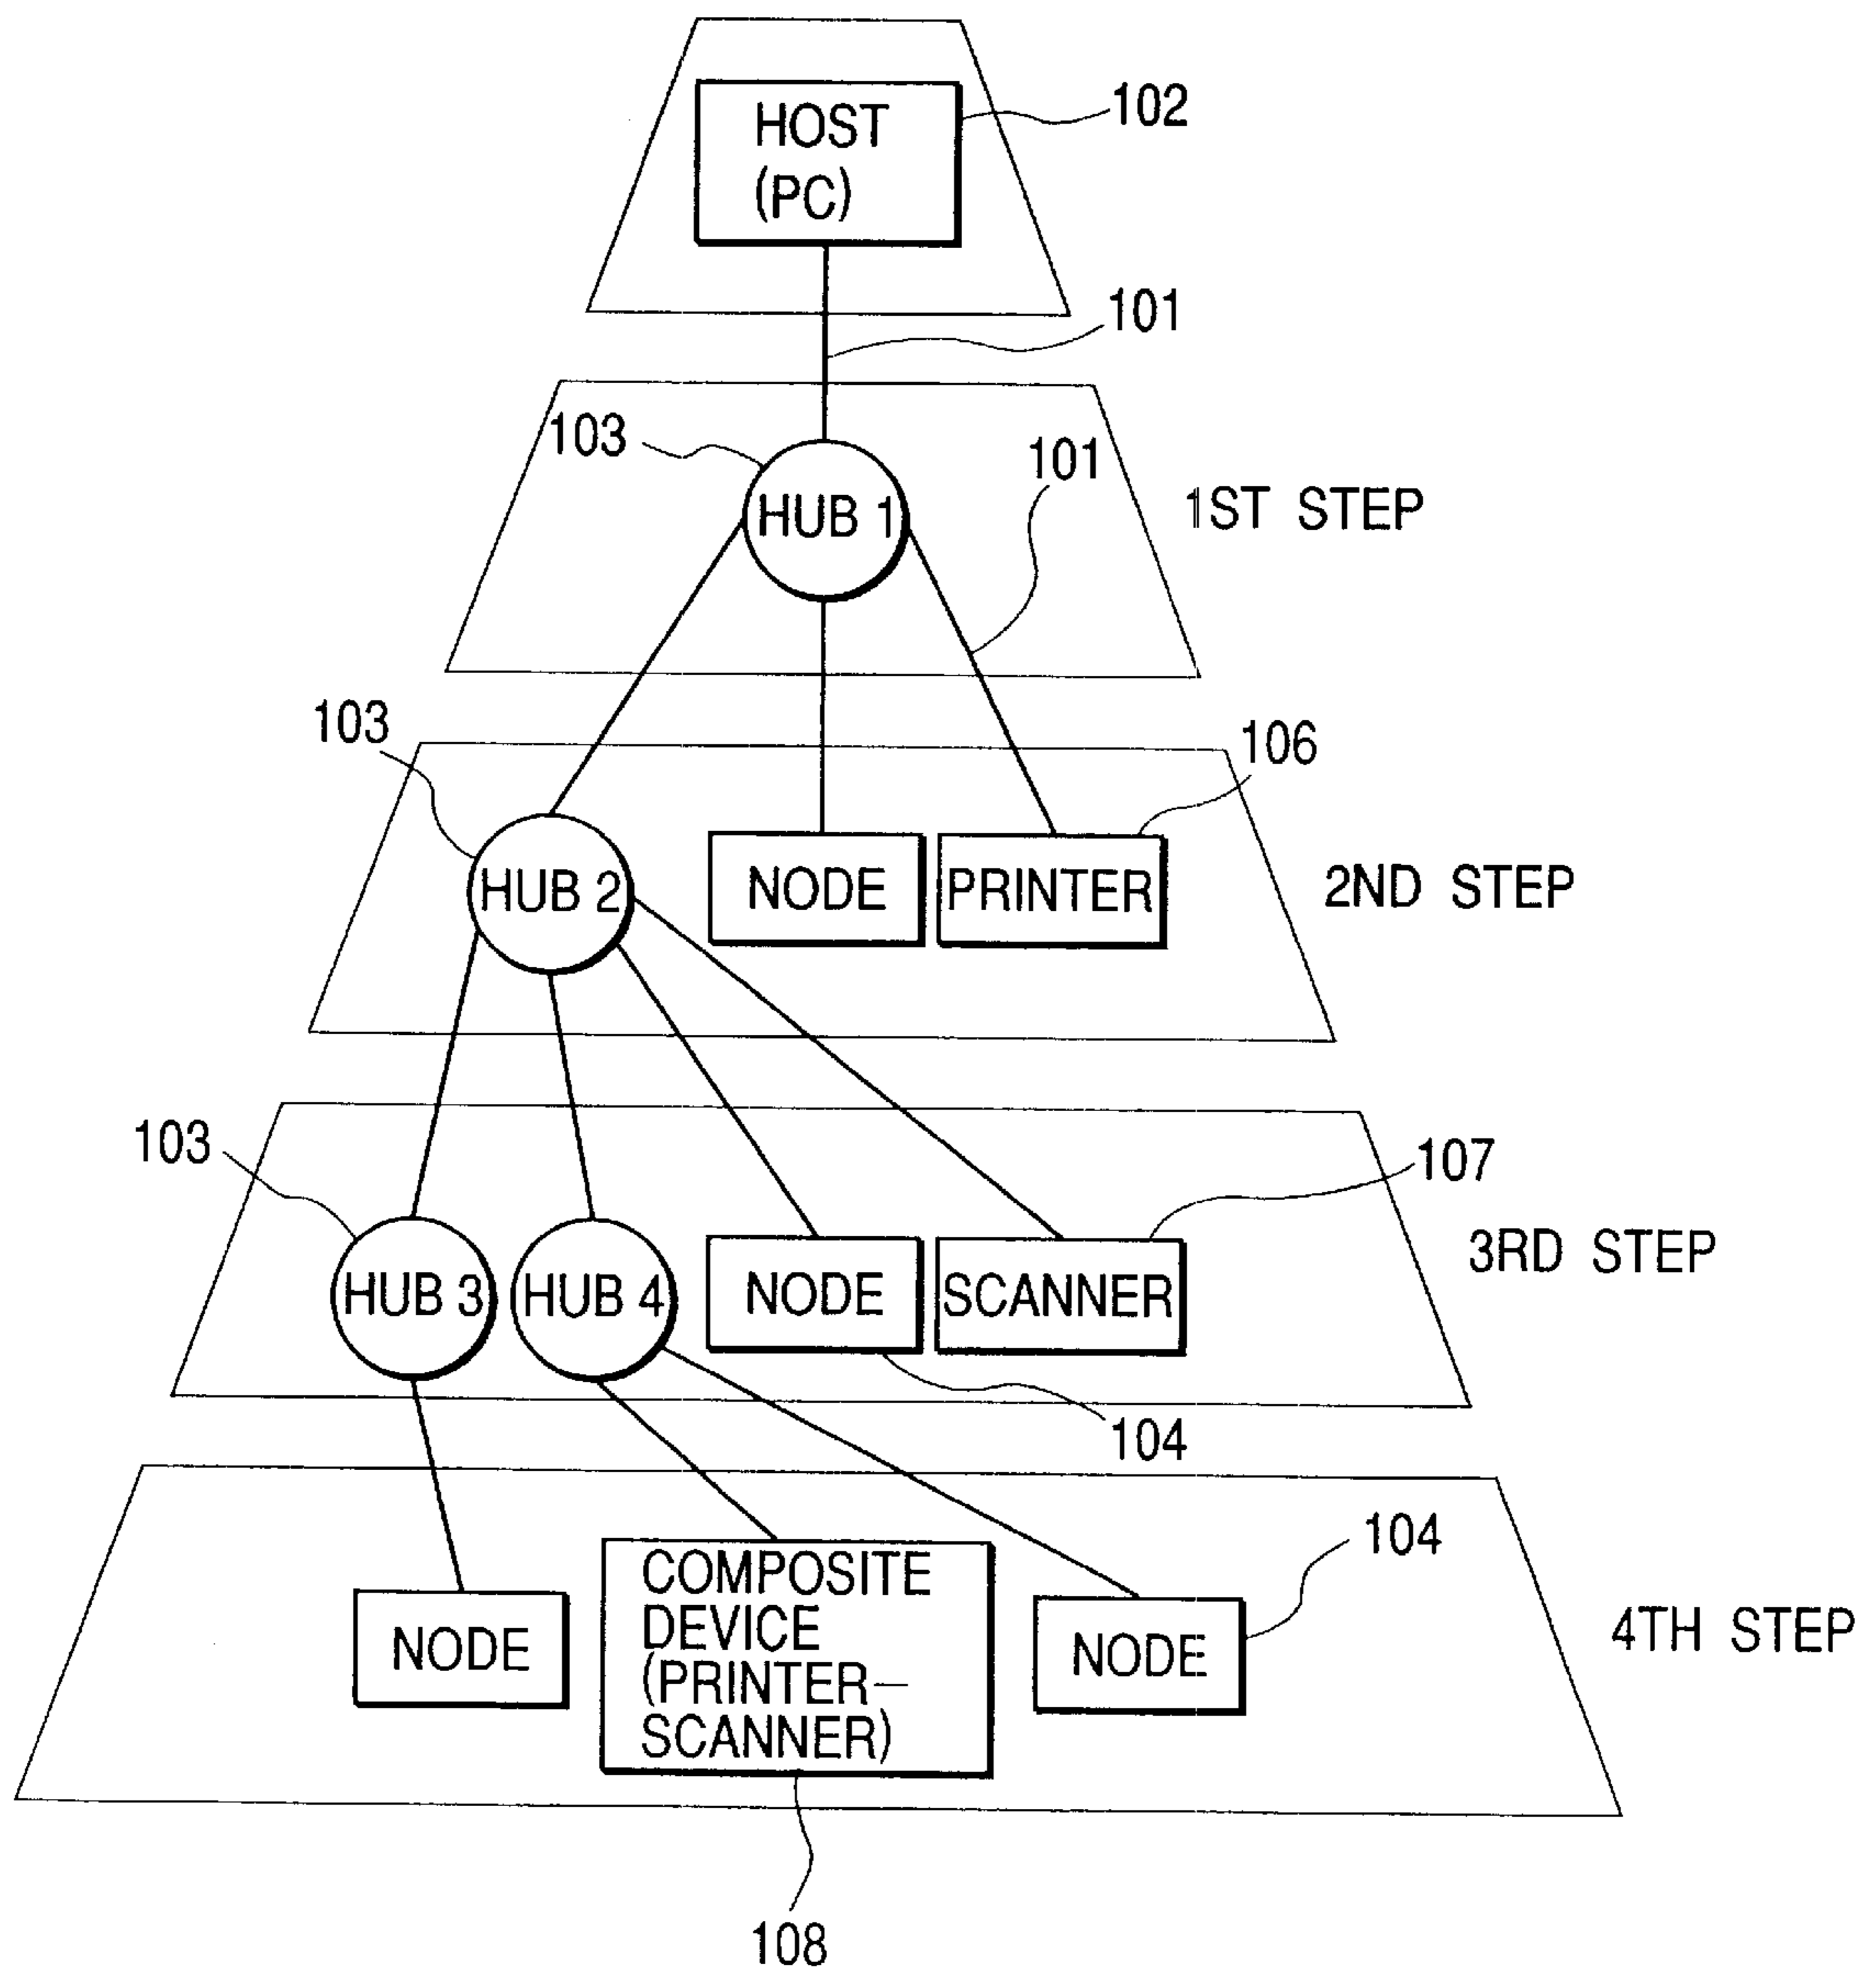 HOST
(PC)
102
101
103
101
HUB 1
1ST STEP
103
106
HUB 2
NODE
PRINTER
2ND STEP
103
107
HUB 3
HUB 4
NODE
SCANNER
3RD STEP
104
104
NODE
COMPOSITE
DEVICE
(PRINTER—
SCANNER)
NODE
4TH STEP
108